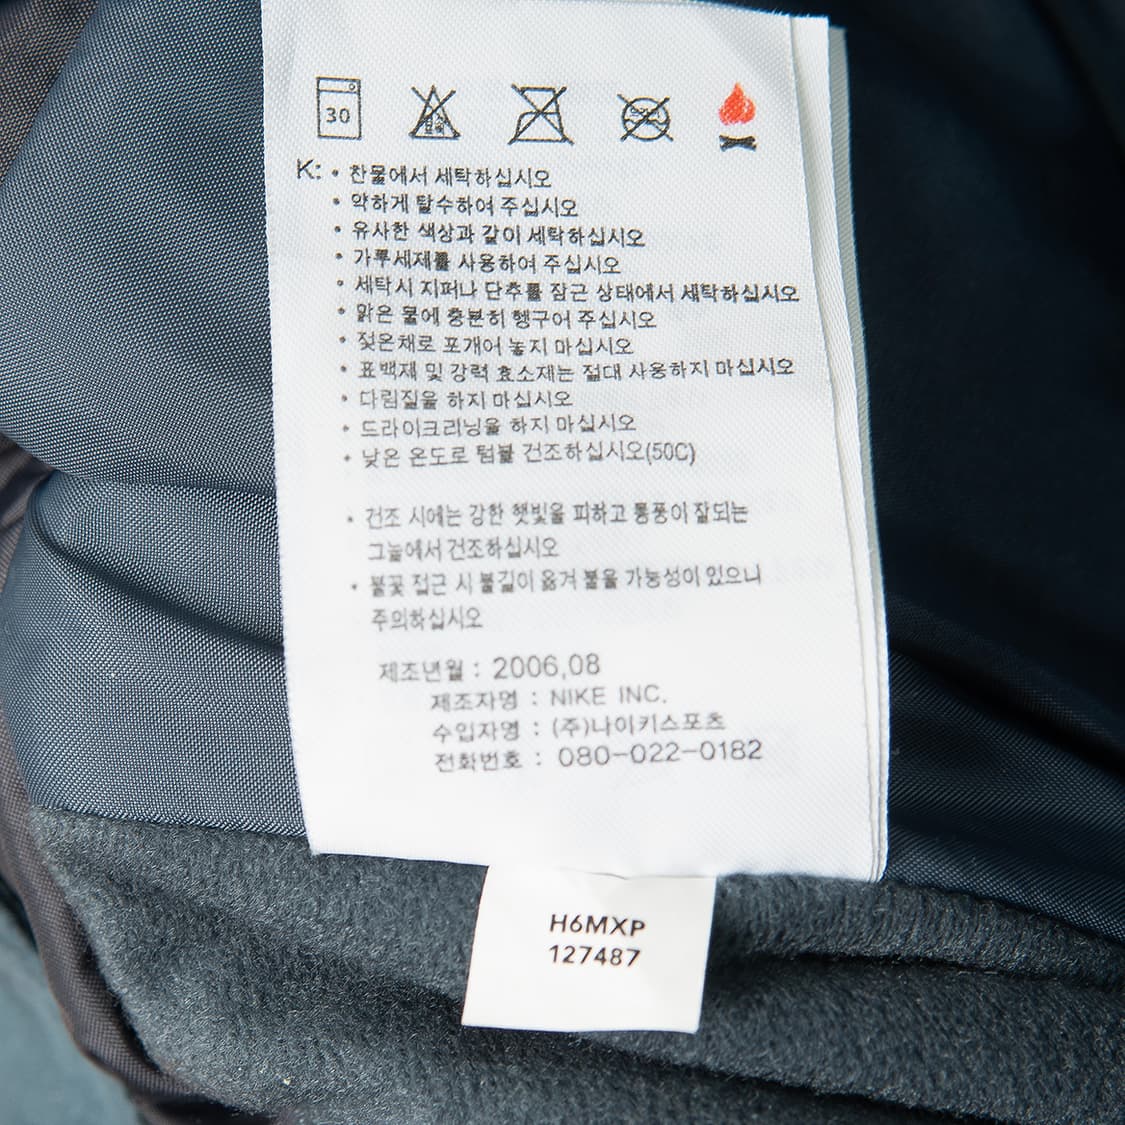 30
K: • 찬물에서 세탁하십시오
• 약하게 탈수하여 주십시오
• 유사한 색상과 같이 세탁하십시오
• 가루세제를 사용하여 주십시오
• 세탁시 지퍼나 단추를 잠근 상태에서 세탁하십시오
• 맑은 물에 충분히 헹구어 주십시오
• 젖은채로 포개어 놓지 마십시오
• 표백제 및 강력 효소제는 절대 사용하지 마십시오
• 다림질을 하지 마십시오
• 드라이크리닝을 하지 마십시오
• 낮은 온도로 텀블 건조하십시오(50C)
• 건조 시에는 강한 햇빛을 피하고 통풍이 잘되는
그늘에서 건조하십시오
• 불꽃 접근 시 불길이 옮겨 붙을 가능성이 있으니
주의하십시오
제조년월 : 2006,08
제조자명 : NIKE INC.
수입자명 : (주)나이키스포츠
전화번호 : 080-022-0182
H6MXP
127487